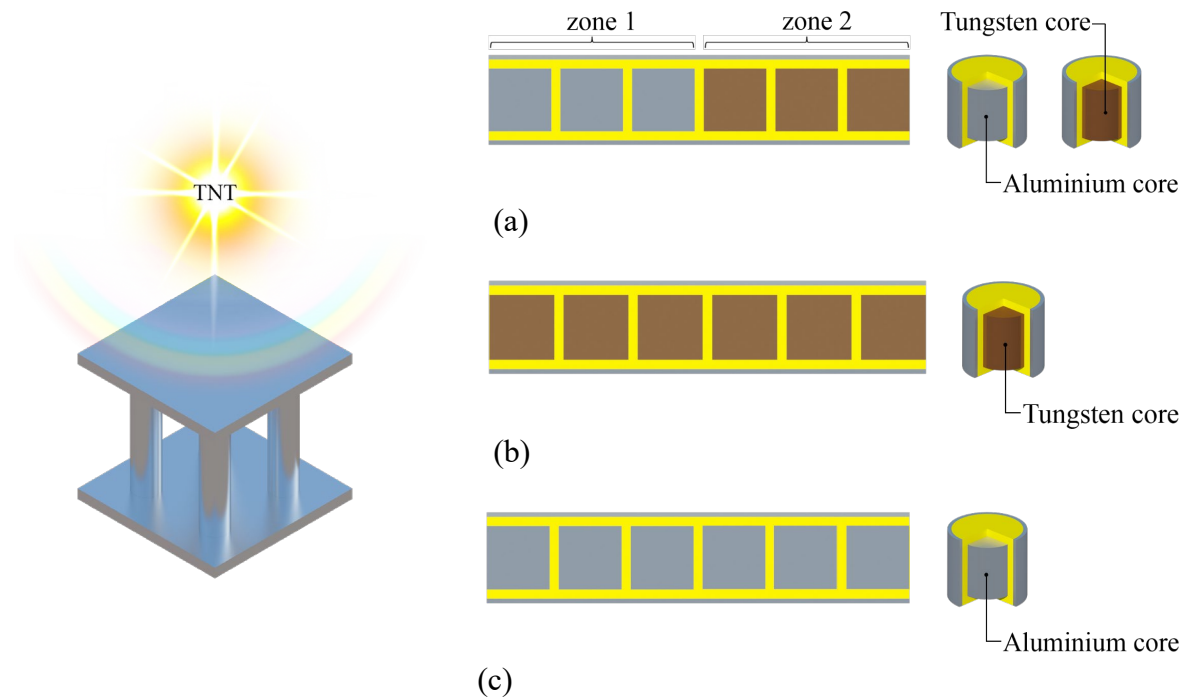 TNT
zone 1
zone 2
Tungsten core
Aluminium core
(a)
Tungsten core
(b)
Aluminium core
(c)